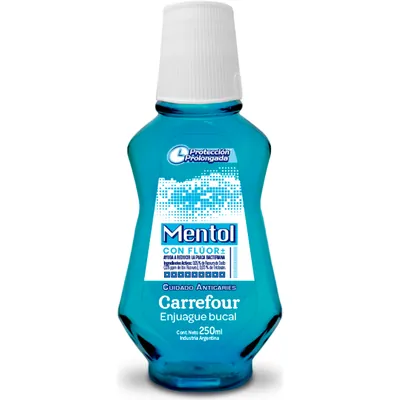 Protección
Prolongada
Mentol
CON FLÚOR±
AYUDA A REDUCIR LA PLACA BACTERIANA
CUIDADO ANTICARIES
Carrefour
Enjuague bucal
Cont. Neto 250ml
Industria Argentina